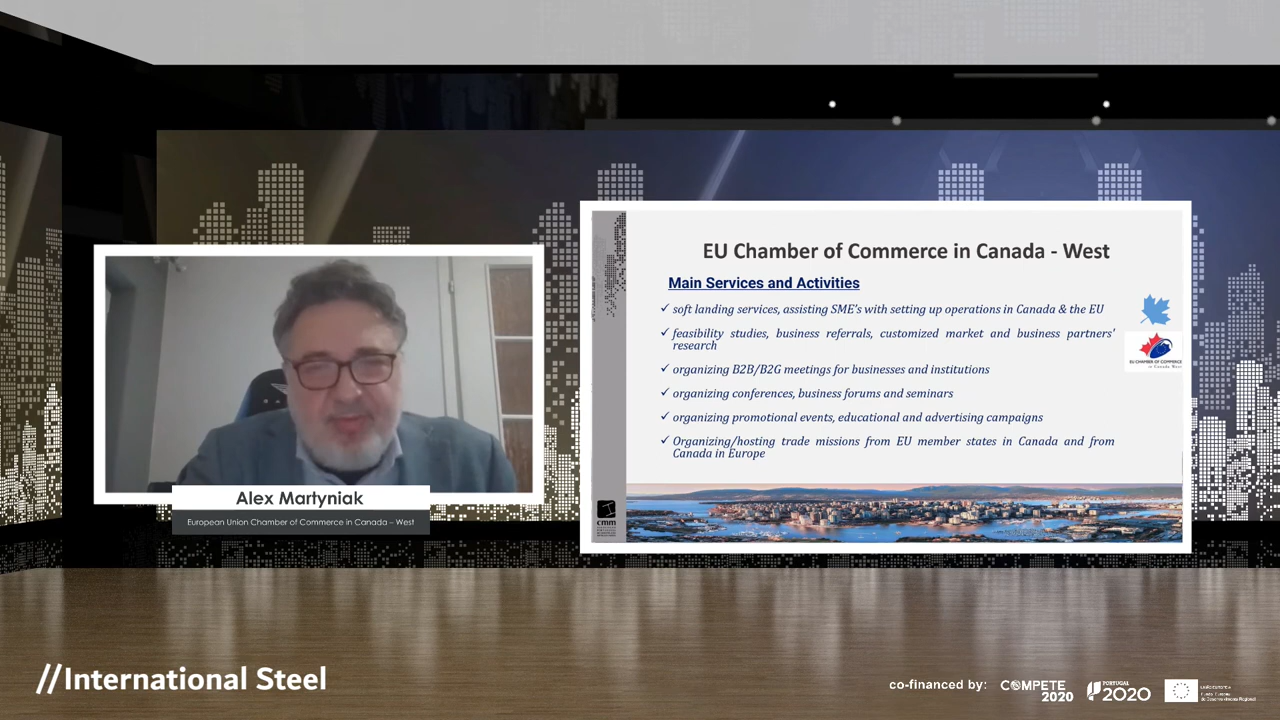 EU Chamber of Commerce in Canada - West
Main Services and Activities
✓ soft landing services, assisting SME's with setting up operations in Canada & the EU
✓ feasibility studies, business referrals, customized market and business partners'
research
✓ organizing B2B/B2G meetings for businesses and institutions
✓ organizing conferences, business forums and seminars
✓ organizing promotional events, educational and advertising campaigns
✓ Organizing/hosting trade missions from EU member states in Canada and from
Canada in Europe
EU CHAMBER OF COMMERCE
in Canada West
cmm
Alex Martyniak
European Union Chamber of Commerce in Canada – West
//International Steel
co-financed by:
COMPETE
2020
PORTUGAL
2020